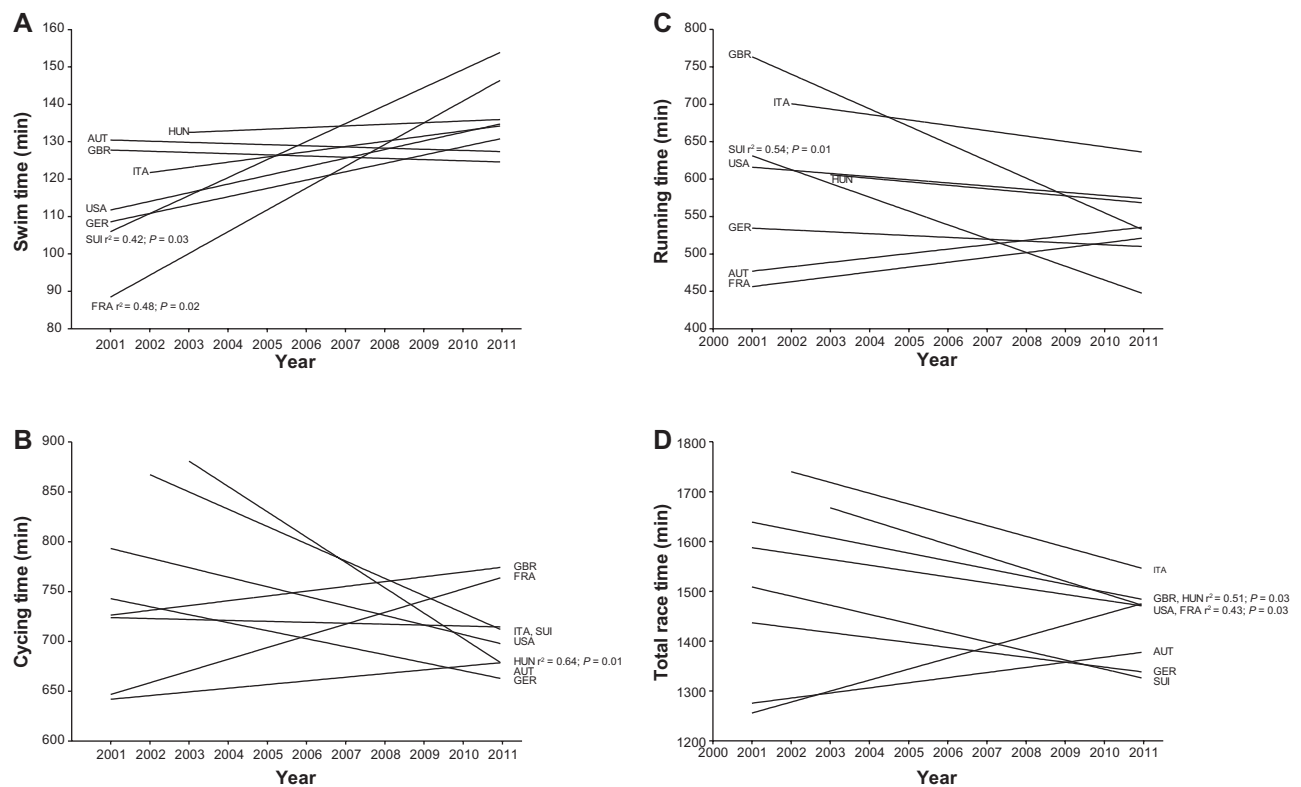 A
160
150
140
130
120
110
100
90
80
Swim time (min)
AUT
GBR
HUN
ITA
USA
GER
SUI r² = 0.42; P = 0.03
FRA r² = 0.48; P = 0.02
2001 2002 2003 2004 2005 2006 2007 2008 2009 2010 2011
Year
C
800
750
700
650
600
550
500
450
400
Running time (min)
GBR
ITA
SUI r² = 0.54; P = 0.01
USA
HUN
GER
AUT
FRA
2000 2001 2002 2003 2004 2005 2006 2007 2008 2009 2010 2011
Year
B
900
850
800
750
700
650
600
Cycing time (min)
GBR
FRA
ITA, SUI
USA
HUN r² = 0.64; P = 0.01
AUT
GER
2001 2002 2003 2004 2005 2006 2007 2008 2009 2010 2011
Year
D
1800
1700
1600
1500
1400
1300
1200
Total race time (min)
ITA
GBR, HUN r² = 0.51; P = 0.03
USA, FRA r² = 0.43; P = 0.03
AUT
GER
SUI
2000 2001 2002 2003 2004 2005 2006 2007 2008 2009 2010 2011
Year